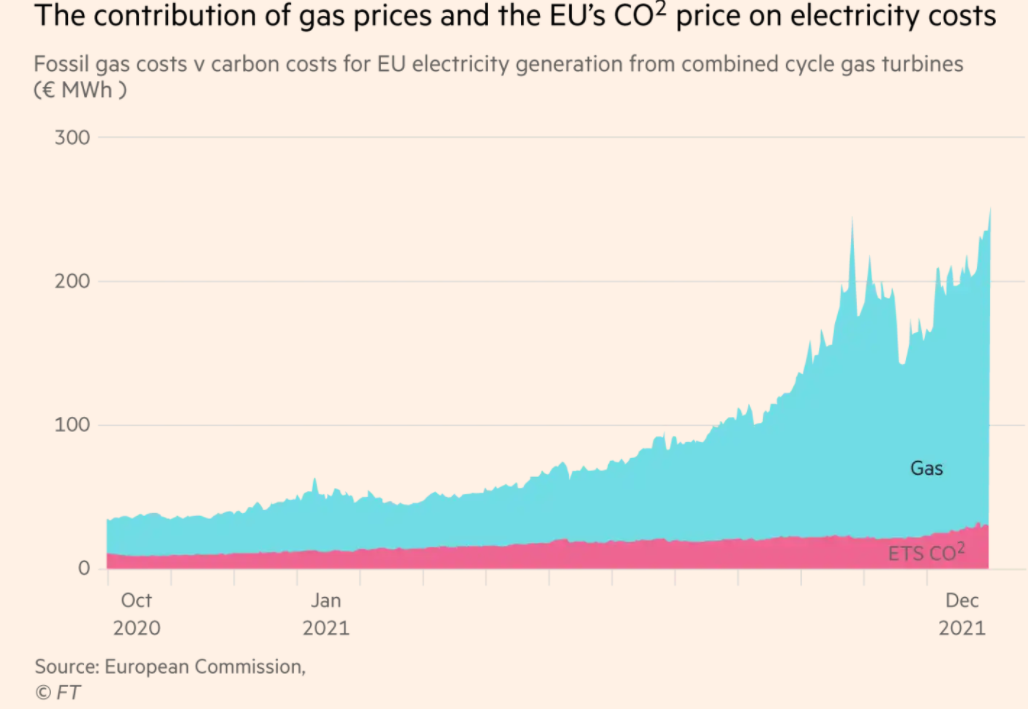 The contribution of gas prices and the EU’s CO² price on electricity costs
Fossil gas costs v carbon costs for EU electricity generation from combined cycle gas turbines
(€ MWh )
300
200
100
Gas
ETS CO²
0
Oct
2020
Jan
2021
Dec
2021
Source: European Commission,
© FT